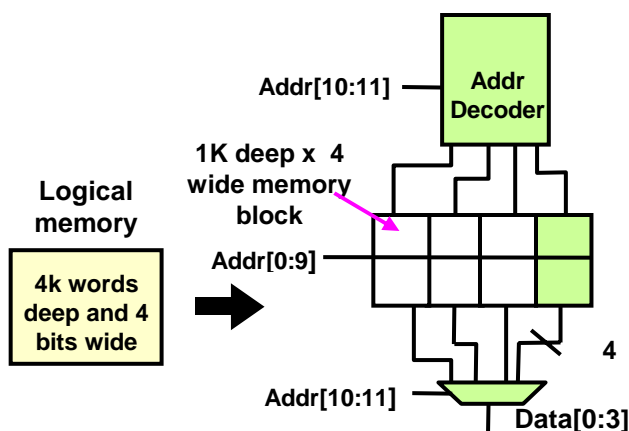 Addr[10:11]
Addr
Decoder
1K deep x 4
wide memory
block
Logical
memory
Addr[0:9]
4k words
deep and 4
bits wide
4
Addr[10:11]
Data[0:3]